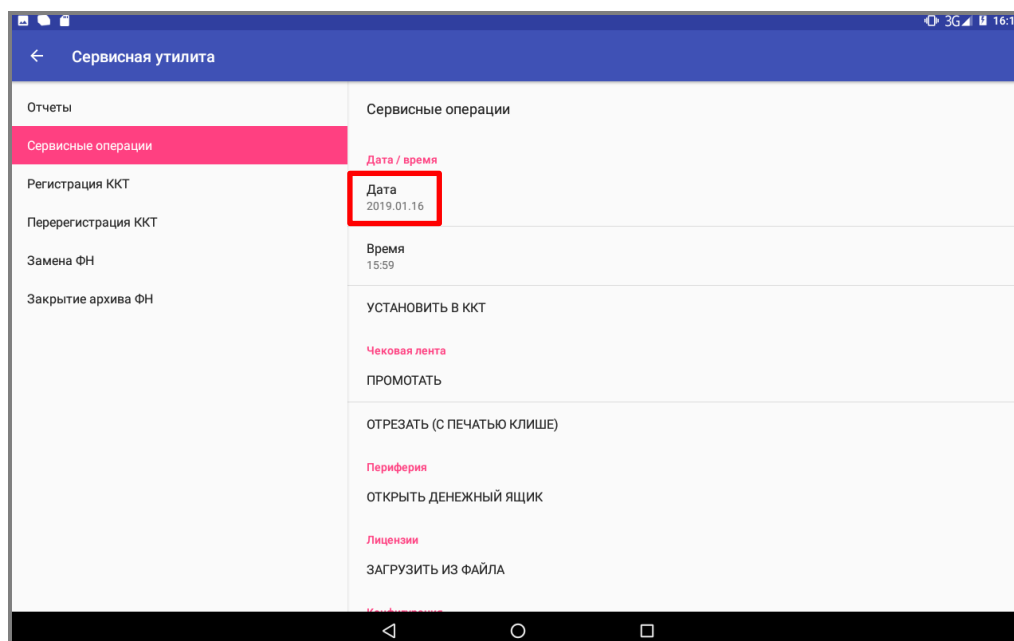 3G 16:1
Сервисная утилита
Отчеты
Сервисные операции
Регистрация ККТ
Перерегистрация ККТ
Замена ФН
Закрытие архива ФН
Сервисные операции
Дата / время
Дата
2019.01.16
Время
15:59
УСТАНОВИТЬ В ККТ
Чековая лента
ПРОМОТАТЬ
ОТРЕЗАТЬ (С ПЕЧАТЬЮ КЛИШЕ)
Периферия
ОТКРЫТЬ ДЕНЕЖНЫЙ ЯЩИК
Лицензии
ЗАГРУЗИТЬ ИЗ ФАЙЛА